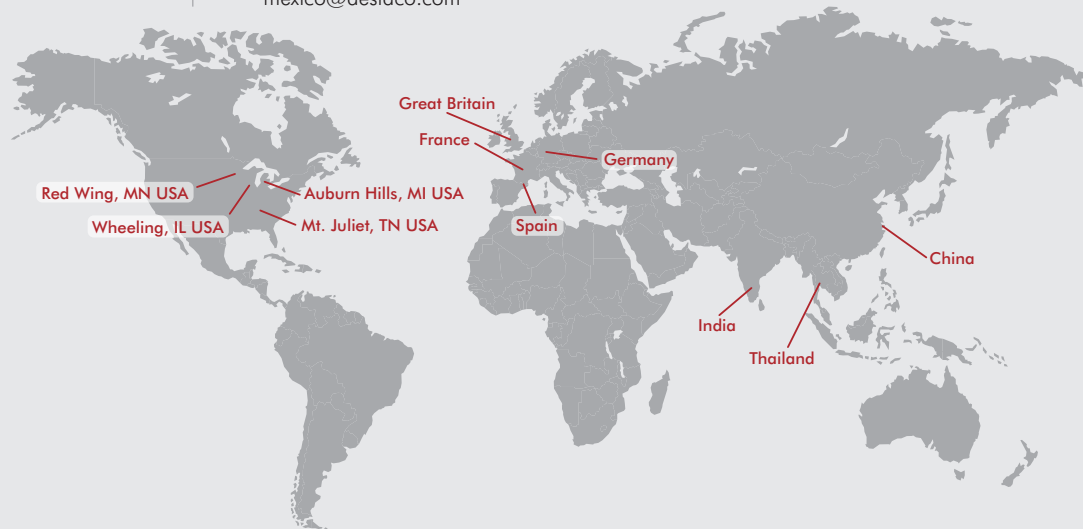 mexico@destaco.com
Great Britain
France
Germany
Red Wing, MN USA
Auburn Hills, MI USA
Wheeling, IL USA
Mt. Juliet, TN USA
Spain
China
India
Thailand